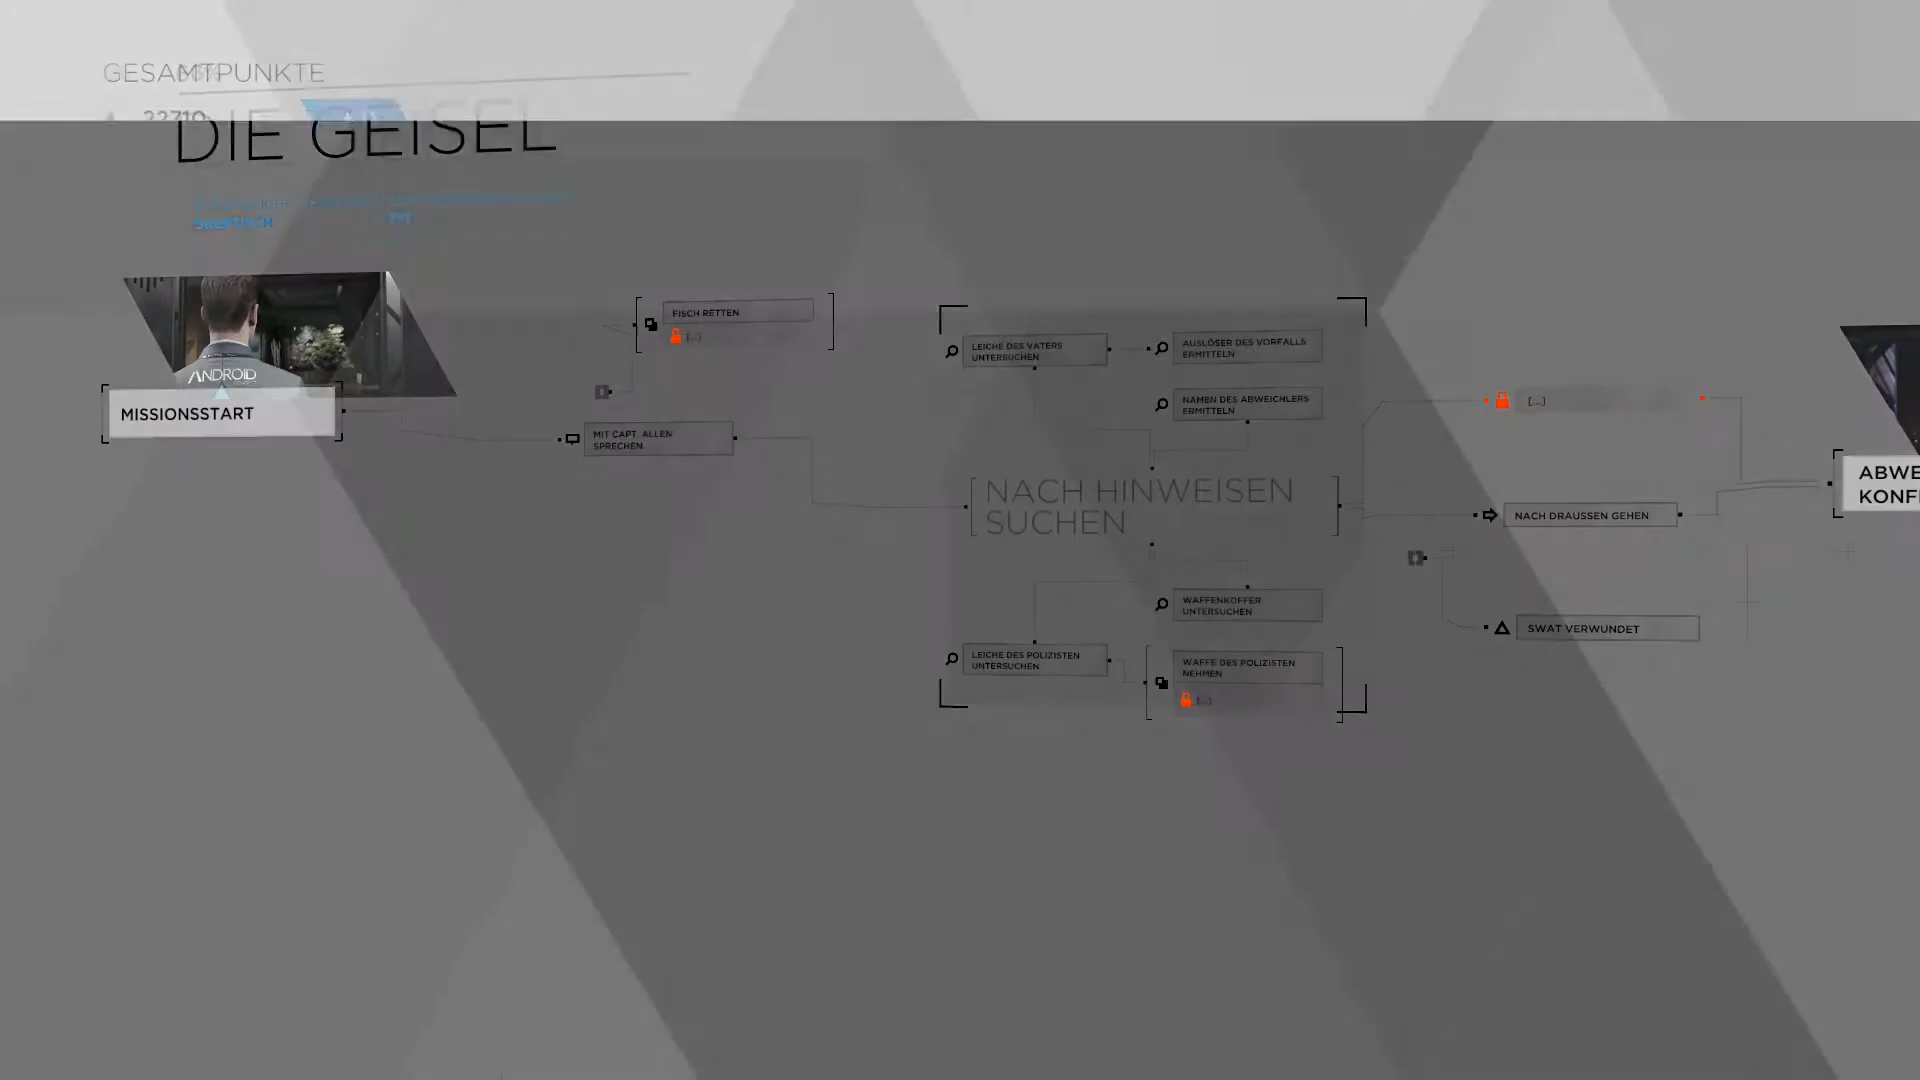 GESAMTPUNKTE
22710
DIE GEISEL
SKEPTISCH
ANDROID
MISSIONSSTART
FISCH RETTEN
[...]
MIT CAPT. ALLEN
SPRECHEN
LEICHE DES VATERS
UNTERSUCHEN
AUSLÖSER DES VORFALLS
ERMITTELN
NAMEN DES ABWEICHLERS
ERMITTELN
NACH HINWEISEN
SUCHEN
WAFFENKOFFER
UNTERSUCHEN
LEICHE DES POLIZISTEN
UNTERSUCHEN
WAFFE DES POLIZISTEN
NEHMEN
[...]
[...]
NACH DRAUSSEN GEHEN
SWAT VERWUNDET
ABWE
KONF